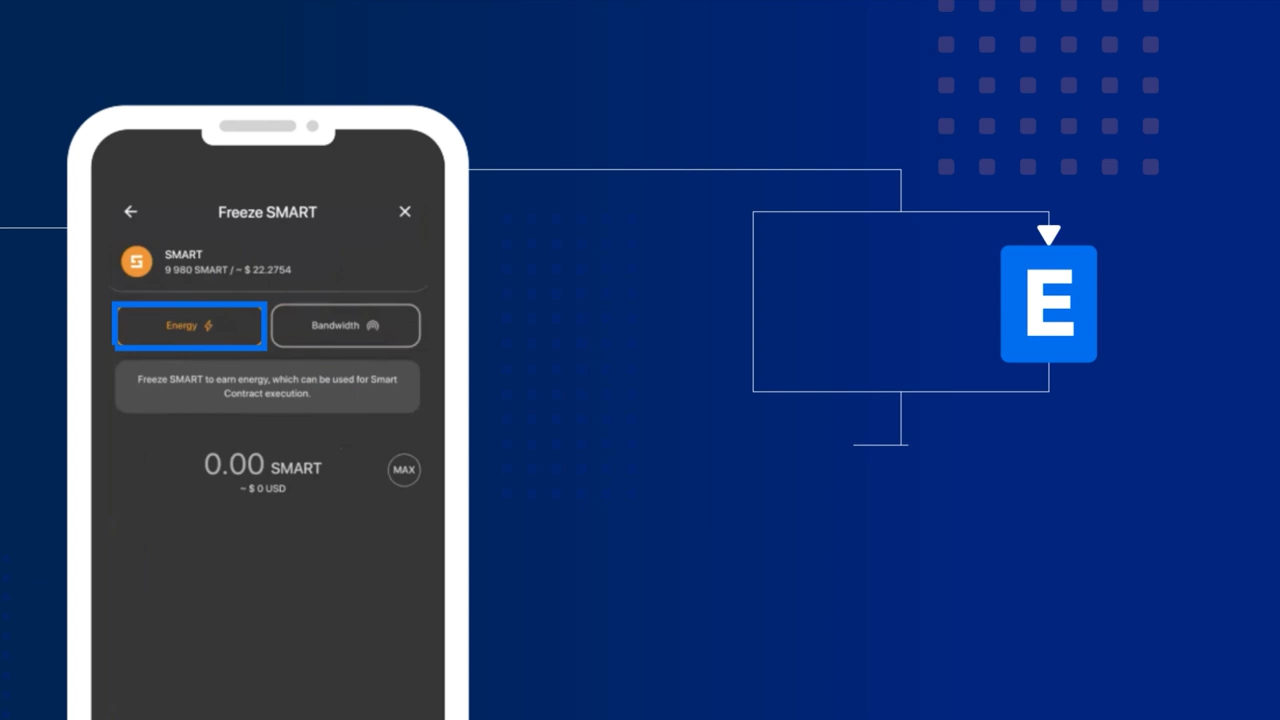 Freeze SMART
SMART
9 980 SMART / ~ $ 22.2754
Energy
Bandwidth
Freeze SMART to earn energy, which can be used for Smart
Contract execution.
0.00 SMART
MAX
~ $ 0 USD
E